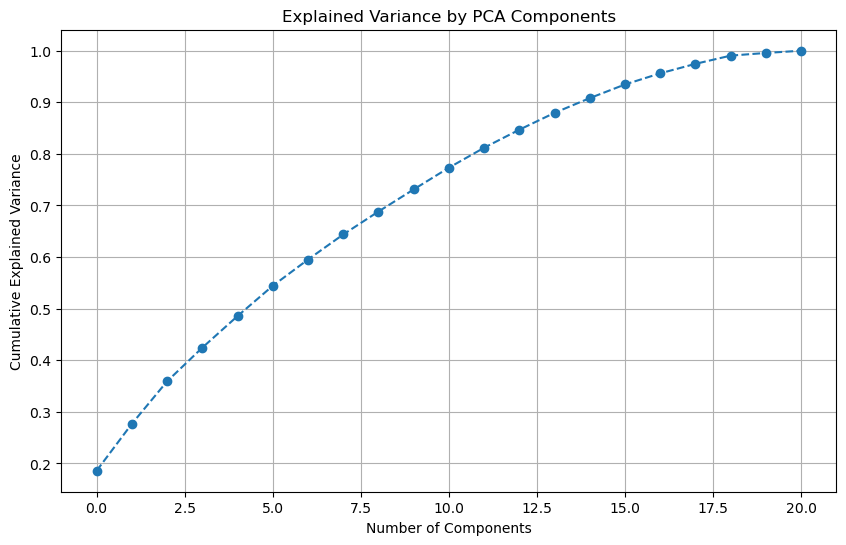 Explained Variance by PCA Components
Cumulative Explained Variance
1.0
0.9
0.8
0.7
0.6
0.5
0.4
0.3
0.2
0.0 2.5 5.0 7.5 10.0 12.5 15.0 17.5 20.0
Number of Components